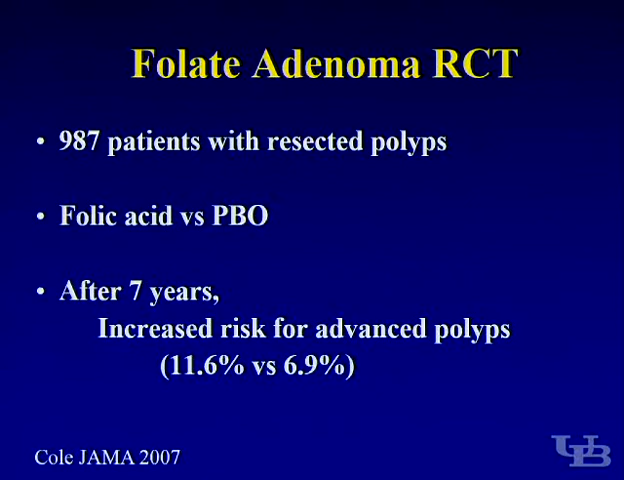 Folate Adenoma RCT
• 987 patients with resected polyps
• Folic acid vs PBO
• After 7 years,
Increased risk for advanced polyps
(11.6% vs 6.9%)
Cole JAMA 2007
UB